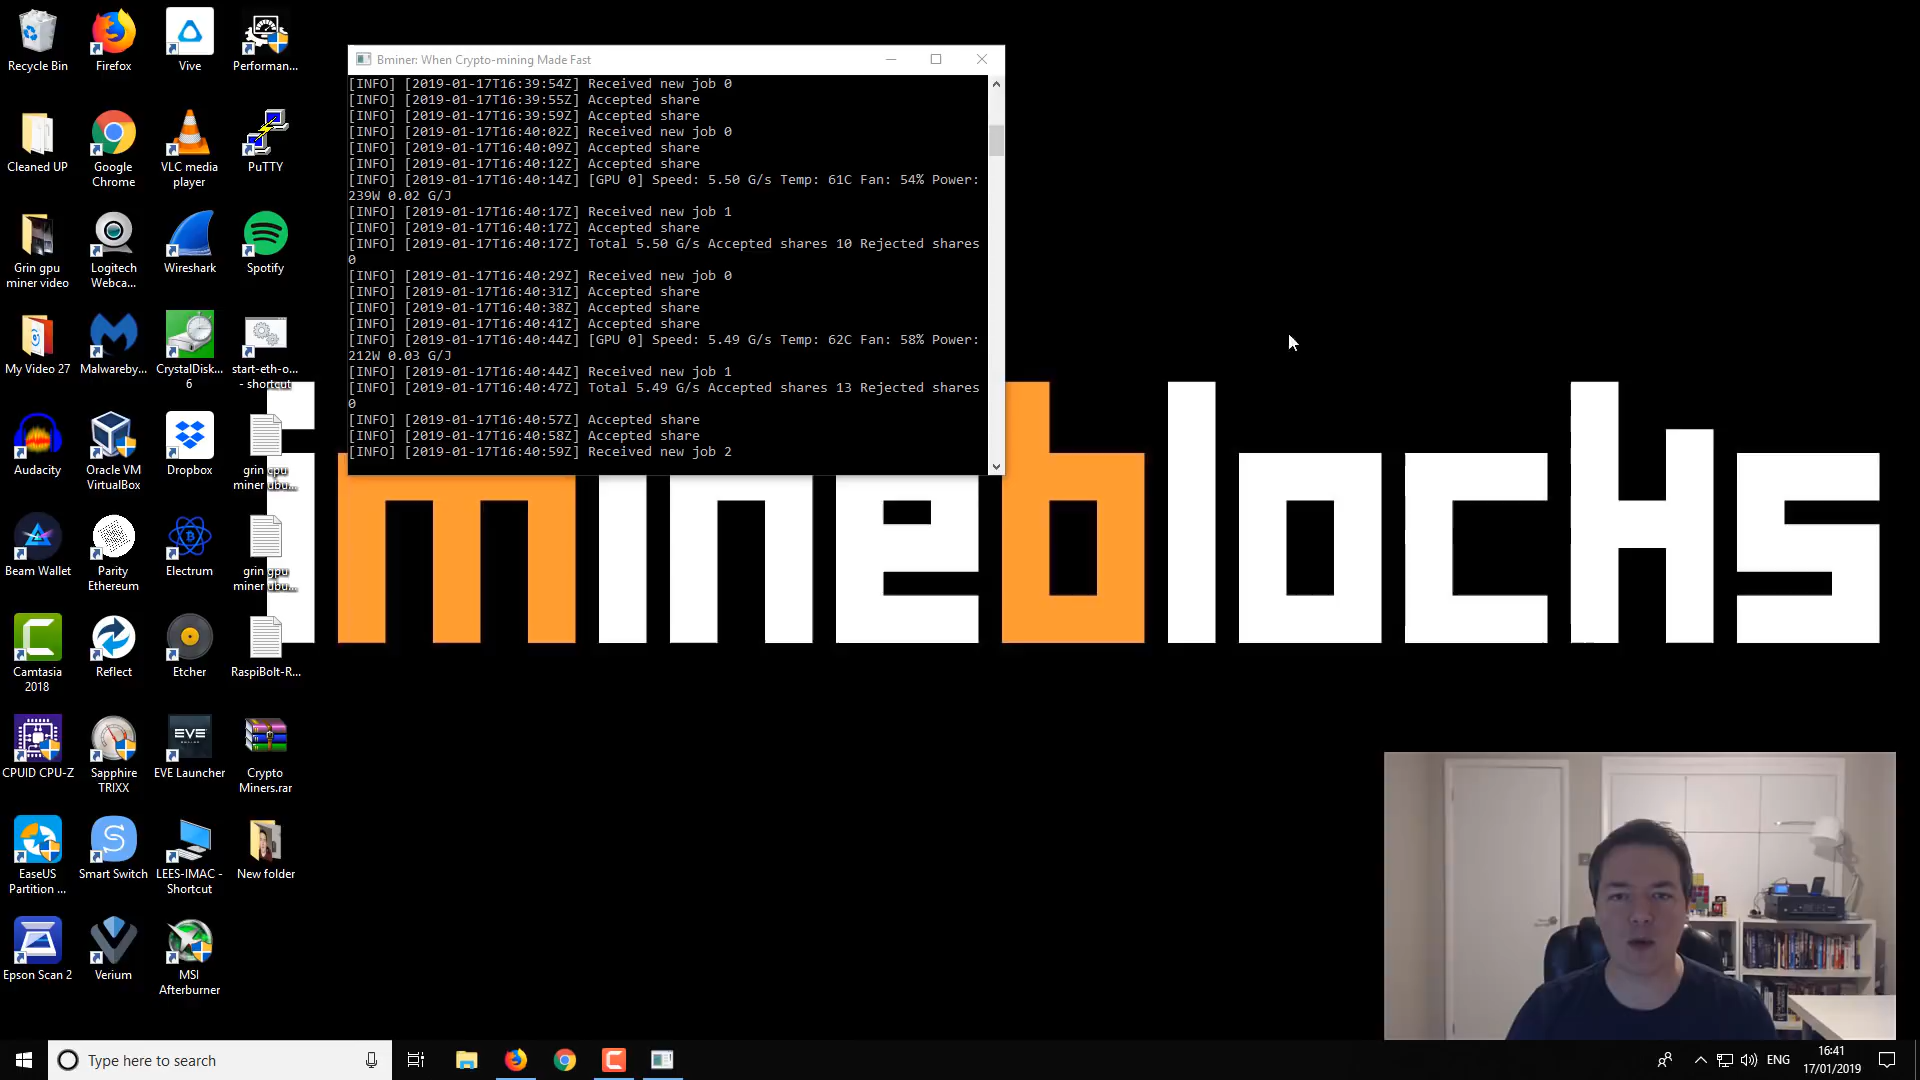 Recycle Bin
Firefox
Vive
Performan...
Cleaned UP
Google
Chrome
VLC media
player
PuTTY
Grin gpu
miner video
Logitech
Webca...
Wireshark
Spotify
My Video 27
Malwareby...
CrystalDisk...
6
start-eth-o...
- shortcut
Audacity
Oracle VM
VirtualBox
Dropbox
grin cpu
miner ubu...
Beam Wallet
Parity
Ethereum
Electrum
grin gpu
miner ubu...
Camtasia
2018
Reflect
Etcher
RaspiBolt-R...
CPUID CPU-Z
Sapphire
TRIXX
EVE
EVE Launcher
Crypto
Miners.rar
EaseUS
Partition ...
Smart Switch
LEES-IMAC -
Shortcut
New folder
Epson Scan 2
Verium
MSI
Afterburner
Bminer: When Crypto-mining Made Fast
[INFO] [2019-01-17T16:39:54Z] Received new job 0
[INFO] [2019-01-17T16:39:55Z] Accepted share
[INFO] [2019-01-17T16:39:59Z] Accepted share
[INFO] [2019-01-17T16:40:02Z] Received new job 0
[INFO] [2019-01-17T16:40:09Z] Accepted share
[INFO] [2019-01-17T16:40:12Z] Accepted share
[INFO] [2019-01-17T16:40:14Z] [GPU 0] Speed: 5.50 G/s Temp: 61C Fan: 54% Power:
239W 0.02 G/J
[INFO] [2019-01-17T16:40:17Z] Received new job 1
[INFO] [2019-01-17T16:40:17Z] Accepted share
[INFO] [2019-01-17T16:40:17Z] Total 5.50 G/s Accepted shares 10 Rejected shares
0
[INFO] [2019-01-17T16:40:29Z] Received new job 0
[INFO] [2019-01-17T16:40:31Z] Accepted share
[INFO] [2019-01-17T16:40:38Z] Accepted share
[INFO] [2019-01-17T16:40:41Z] Accepted share
[INFO] [2019-01-17T16:40:44Z] [GPU 0] Speed: 5.49 G/s Temp: 62C Fan: 58% Power:
212W 0.03 G/J
[INFO] [2019-01-17T16:40:44Z] Received new job 1
[INFO] [2019-01-17T16:40:47Z] Total 5.49 G/s Accepted shares 13 Rejected shares
0
[INFO] [2019-01-17T16:40:57Z] Accepted share
[INFO] [2019-01-17T16:40:58Z] Accepted share
[INFO] [2019-01-17T16:40:59Z] Received new job 2
imineblocks
Type here to search
ENG
16:41
17/01/2019